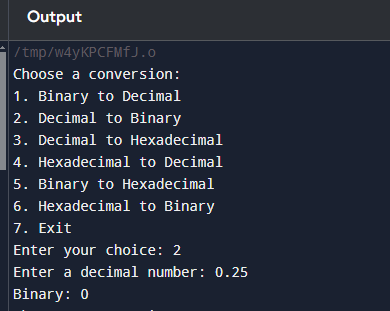 Output
/tmp/w4yKPCFMfJ.o
Choose a conversion:
1. Binary to Decimal
2. Decimal to Binary
3. Decimal to Hexadecimal
4. Hexadecimal to Decimal
5. Binary to Hexadecimal
6. Hexadecimal to Binary
7. Exit
Enter your choice: 2
Enter a decimal number: 0.25
Binary: 0